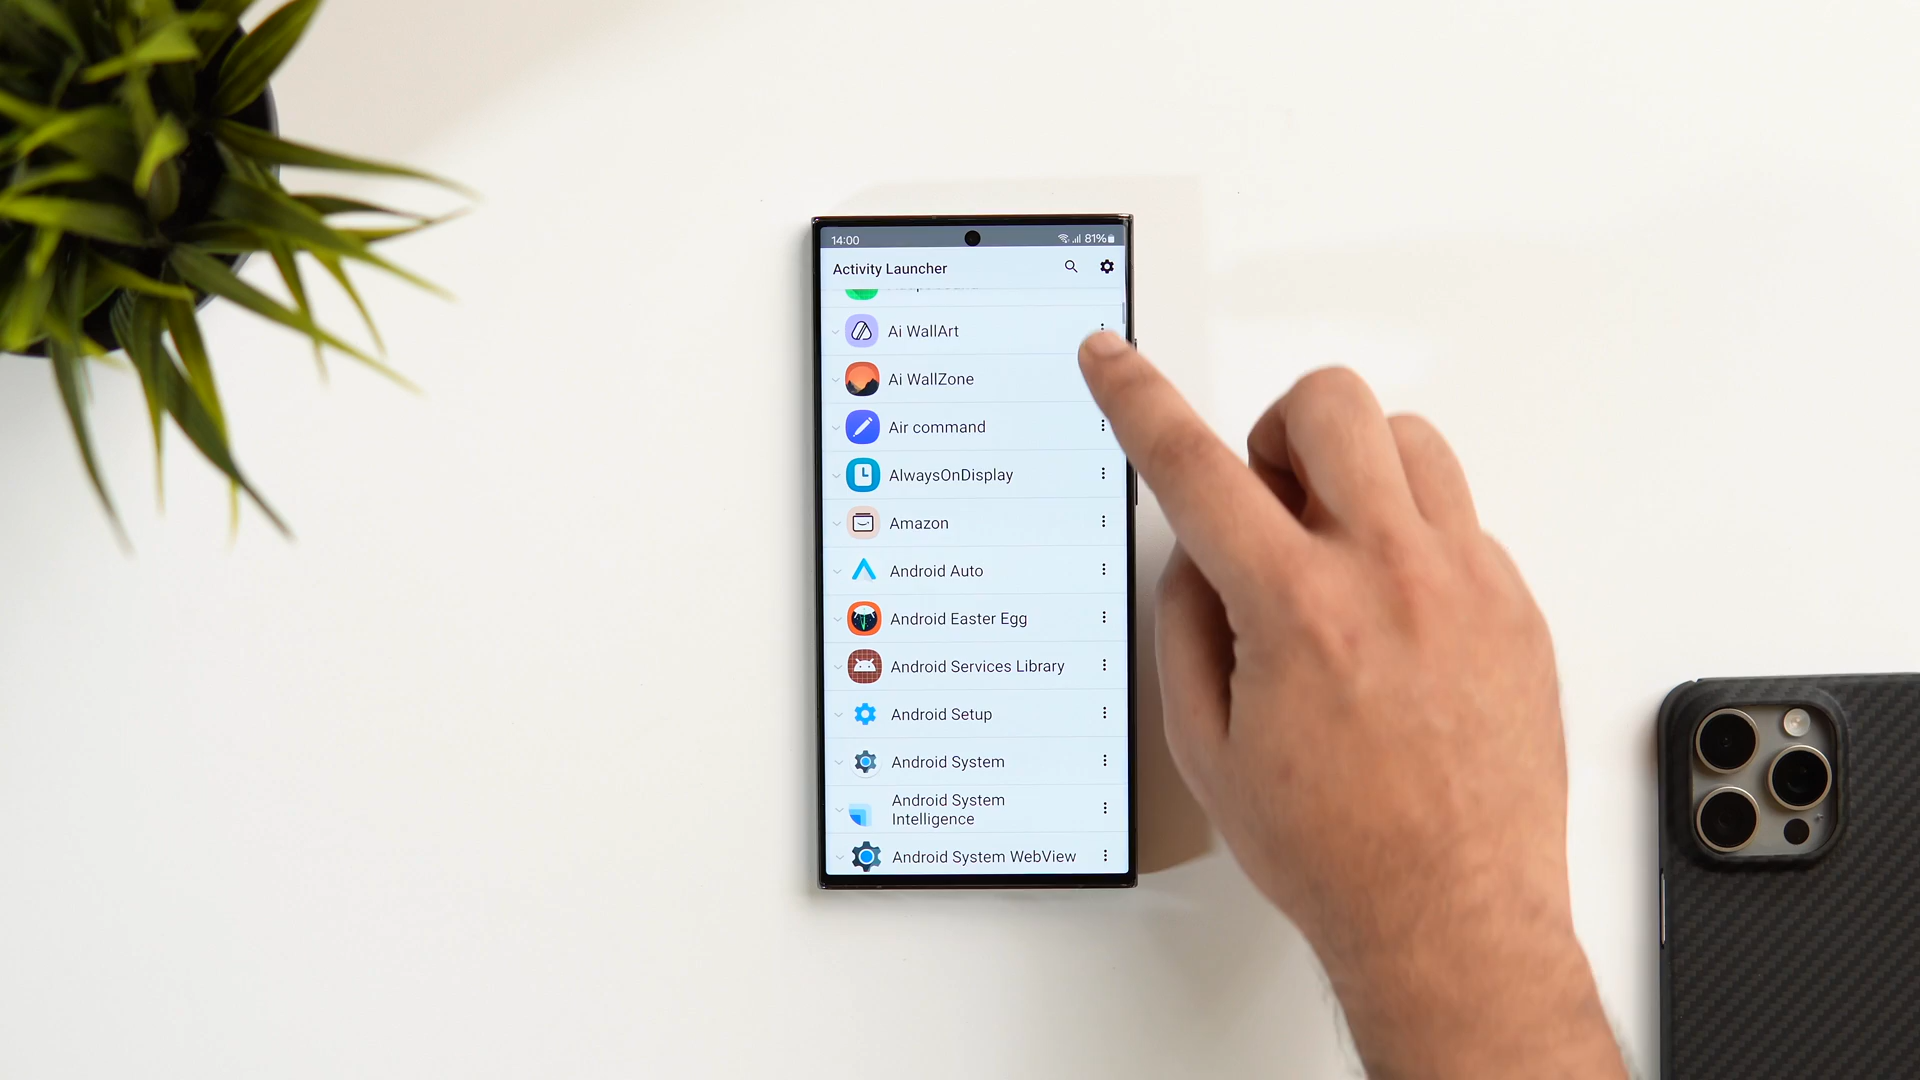 14:00
81%
Activity Launcher
Ai WallArt
Ai WallZone
Air command
AlwaysOnDisplay
Amazon
Android Auto
Android Easter Egg
Android Services Library
Android Setup
Android System
Android System
Intelligence
Android System WebView